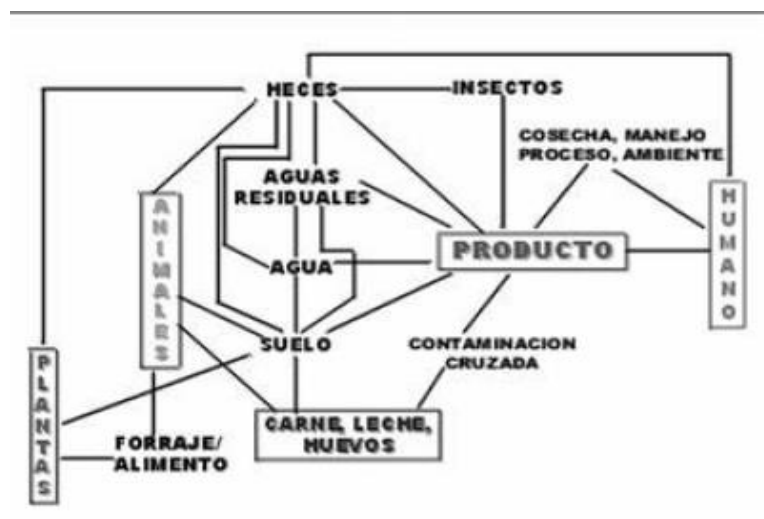 HECES
INSECTOS
COSECHA, MANEJO
PROCESO, AMBIENTE
AGUAS
RESIDUALES
ANIMALES
HUMANO
PRODUCTO
AGUA
SUELO
CONTAMINACION
CRUZADA
PLANTAS
CARNE, LECHE,
HUEVOS
FORRAJE/
ALIMENTO